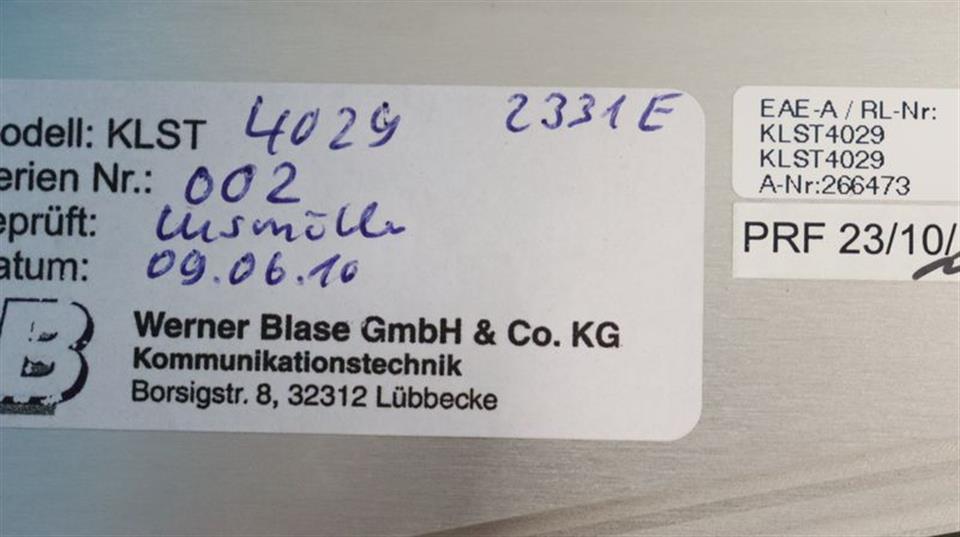 odell: KLST 4029 2331E
erien Nr.: 002
eprüft:
atum: 09.06.10
B
Werner Blase GmbH & Co. KG
Kommunikationstechnik
Borsigstr. 8, 32312 Lübbecke
EAE-A / RL-Nr:
KLST4029
KLST4029
A-Nr:266473
PRF 23/10/